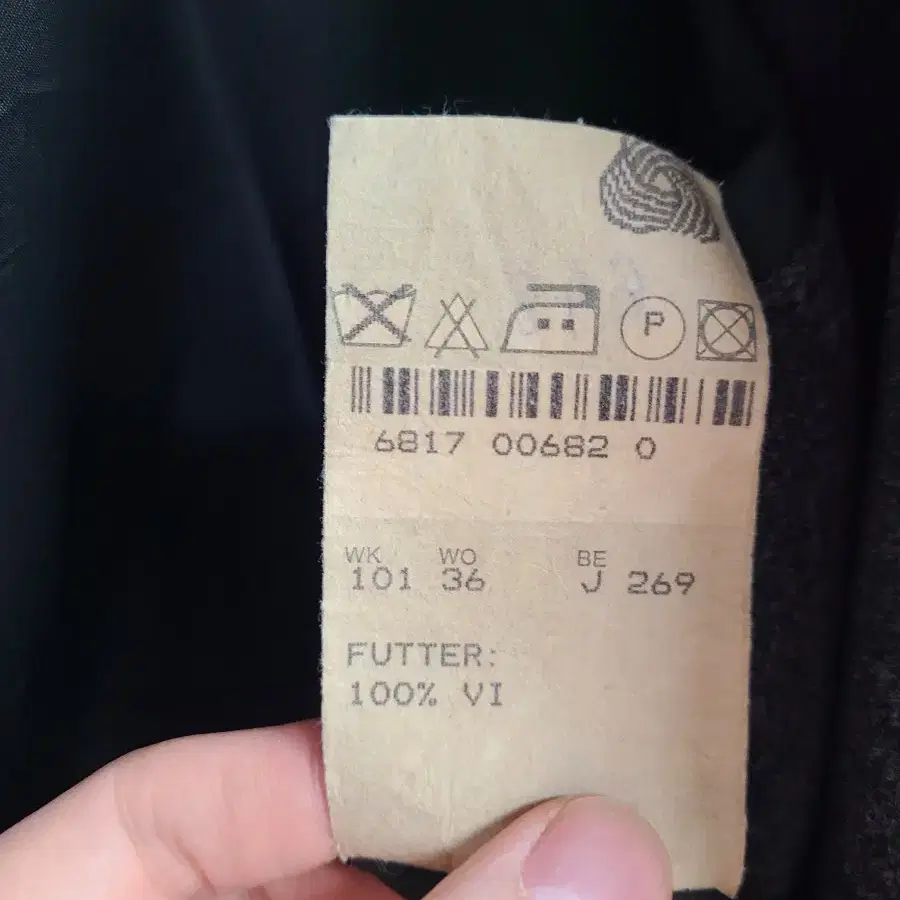 P
6817 00682 0
WK WO BE
101 36 J 269
FUTTER:
100% VI